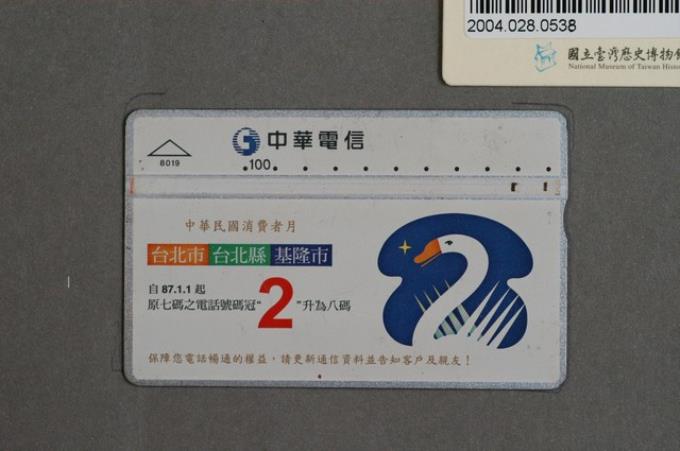 2004.028.0538
國立臺灣歷史博物館
National Museum of Taiwan Histo
中華電信
8019
100
中華民國消費者月
台北市 台北縣 基隆市
自 87.1.1 起
原七碼之電話號碼冠“2”升為八碼
保障您電話暢通的權益，請更新通信資料並告知客戶及親友！